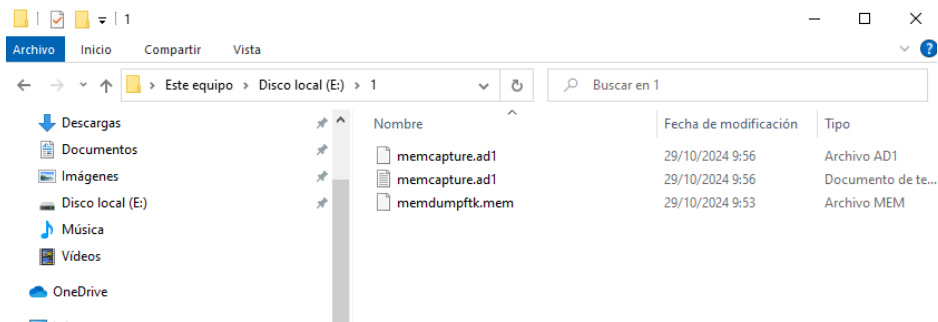 1
Archivo Inicio Compartir Vista
Este equipo > Disco local (E:) > 1
Buscar en 1
Descargas
Documentos
Imágenes
Disco local (E:)
Música
Vídeos
OneDrive
Nombre Fecha de modificación Tipo
memcapture.ad1 29/10/2024 9:56 Archivo AD1
memcapture.ad1 29/10/2024 9:56 Documento de te...
memdumpftk.mem 29/10/2024 9:53 Archivo MEM